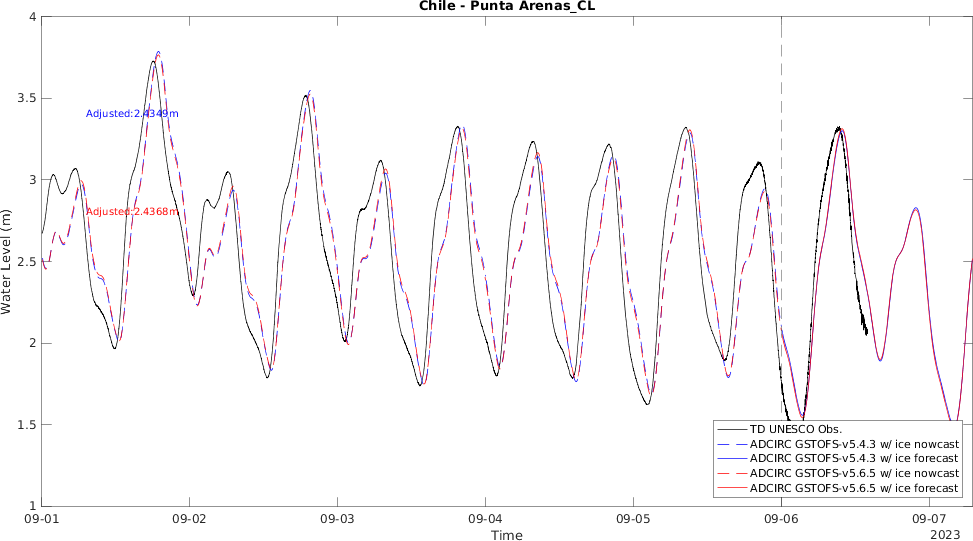 Chile - Punta Arenas_CL
Water Level (m)
4
3.5
3
2.5
2
1.5
1
Adjusted:2.4349m
Adjusted:2.4368m
TD UNESCO Obs.
ADCIRC GSTOFS-v5.4.3 w/ ice nowcast
ADCIRC GSTOFS-v5.4.3 w/ ice forecast
ADCIRC GSTOFS-v5.6.5 w/ ice nowcast
ADCIRC GSTOFS-v5.6.5 w/ ice forecast
09-01 09-02 09-03 09-04 09-05 09-06 09-07
Time
2023